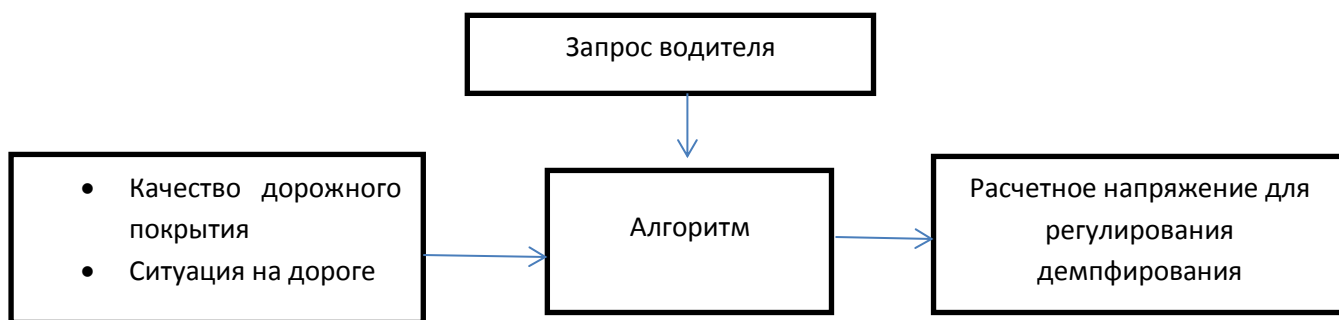 Запрос водителя
• Качество дорожного
покрытия
• Ситуация на дороге
Алгоритм
Расчетное напряжение для
регулирования
демпфирования